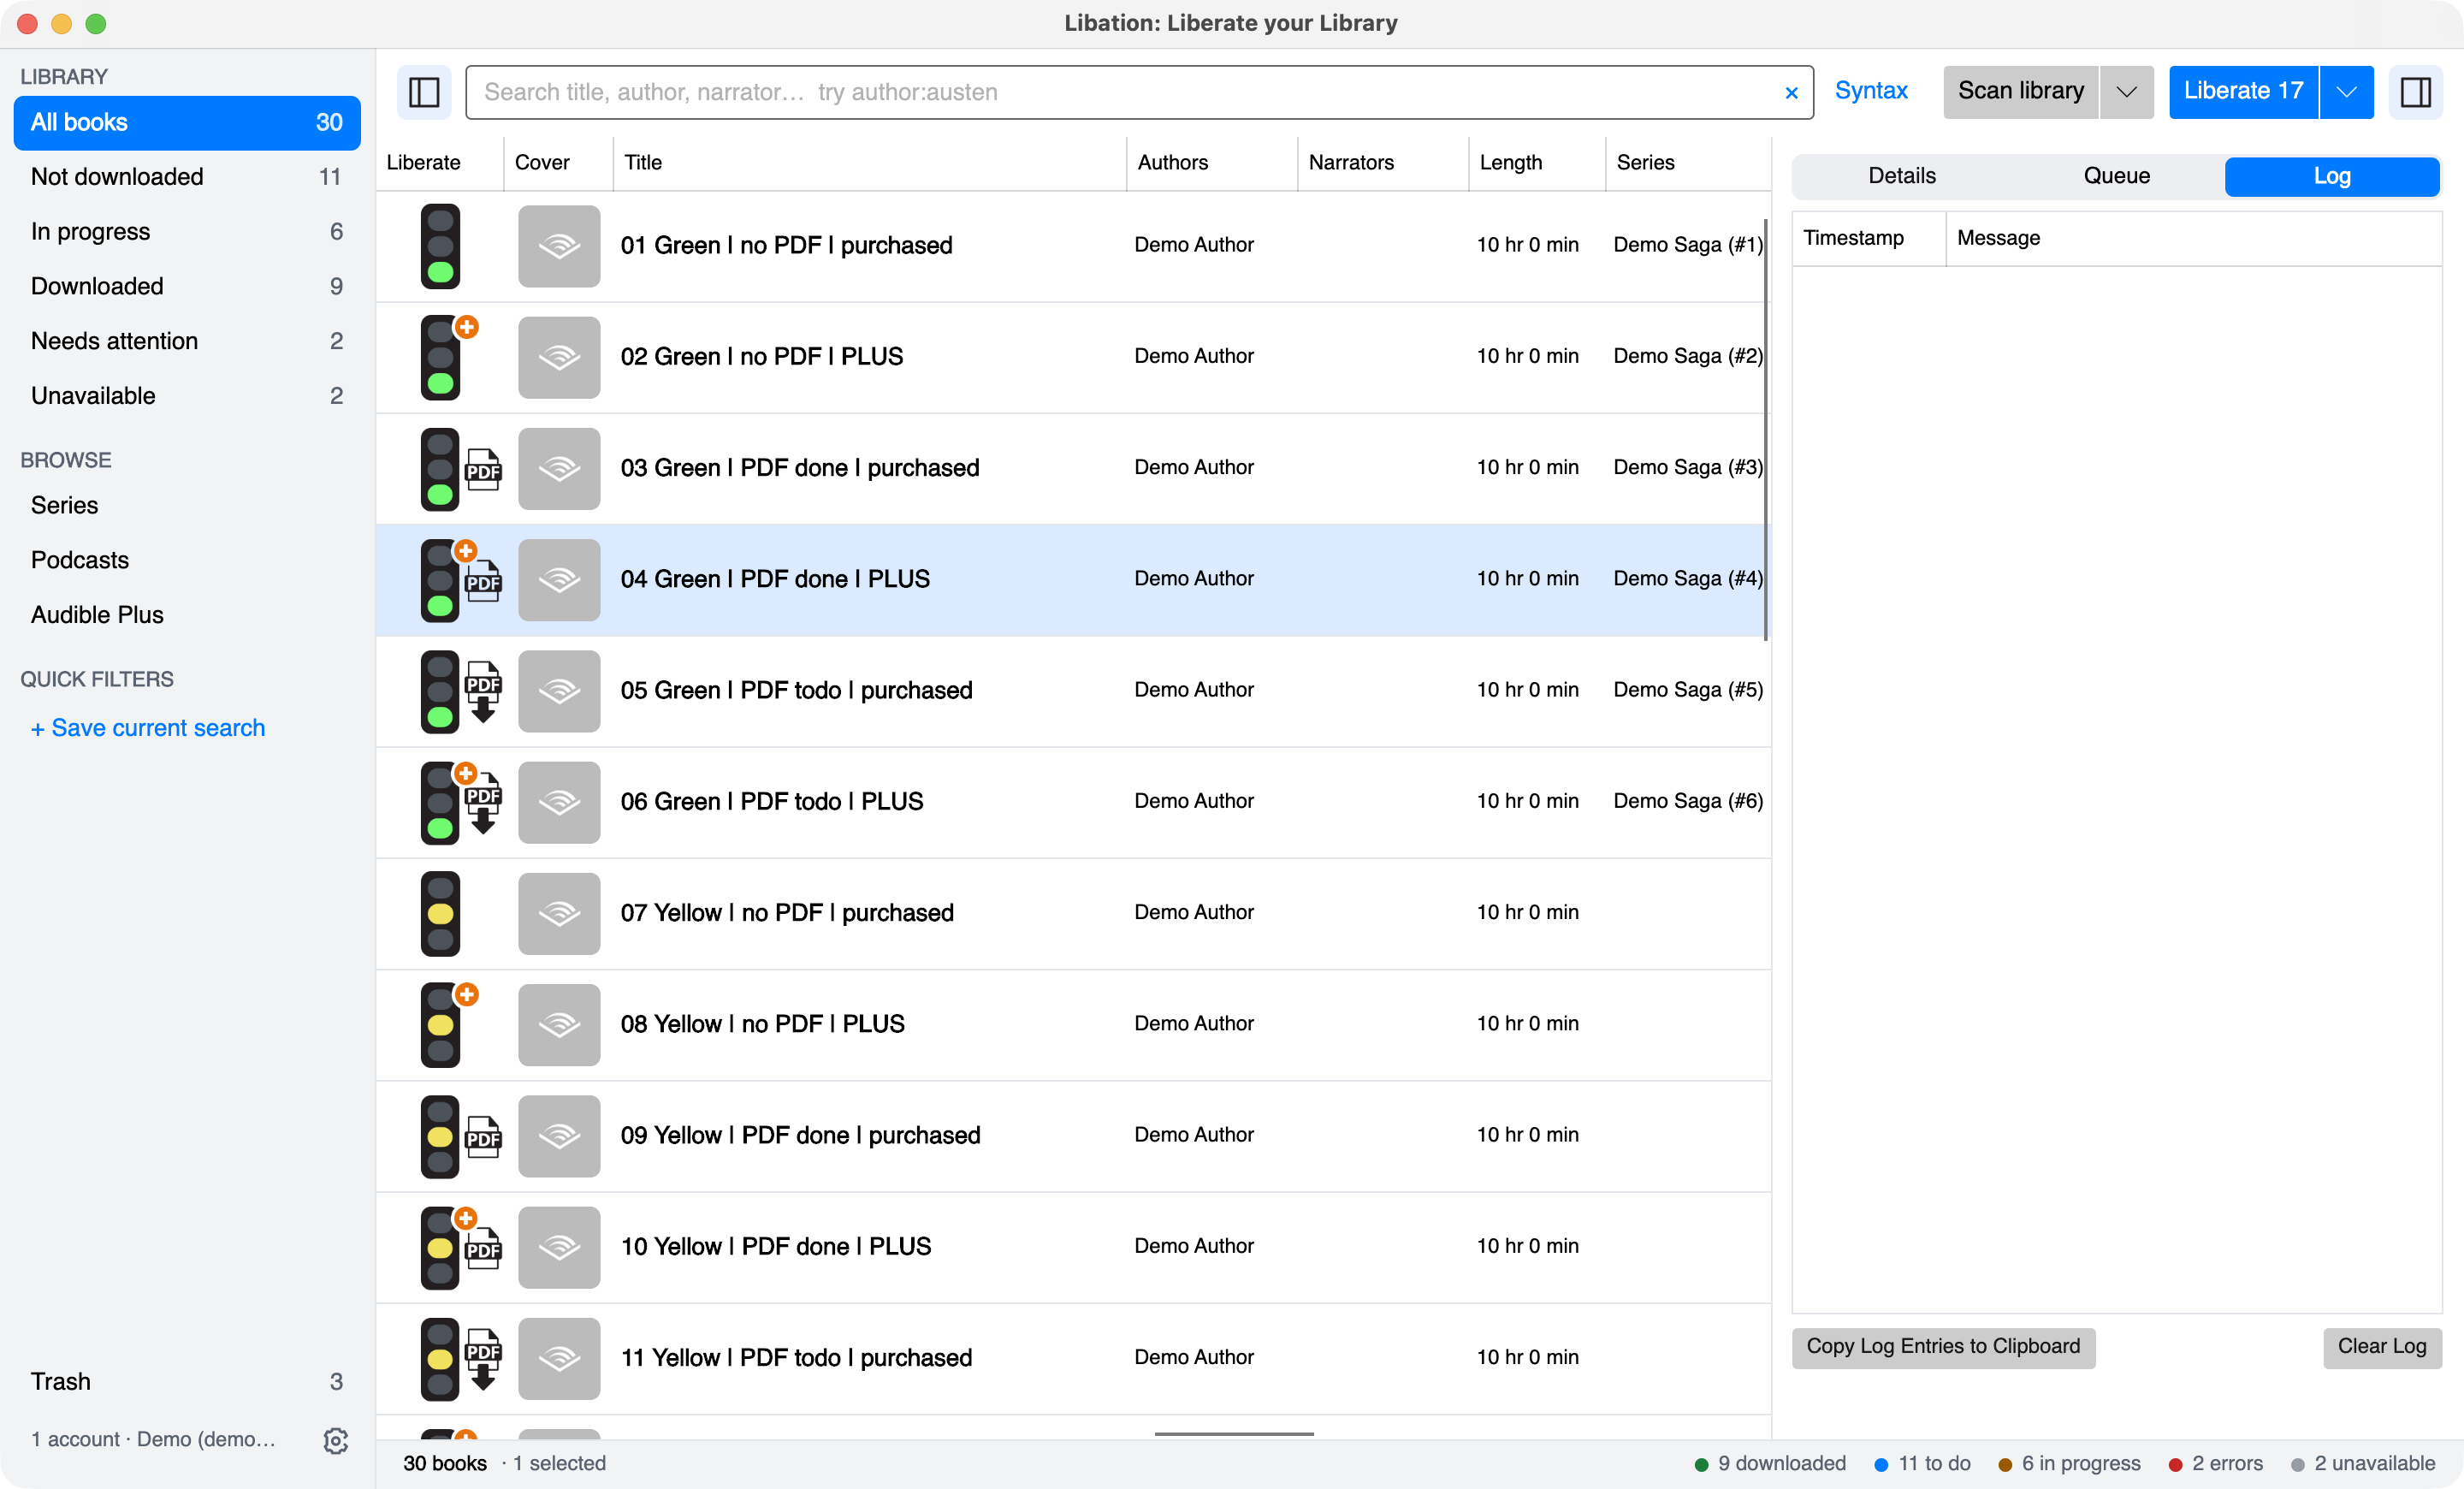 Libation: Liberate your Library
LIBRARY
All books 30
Not downloaded 11
In progress 6
Downloaded 9
Needs attention 2
Unavailable 2
BROWSE
Series
Podcasts
Audible Plus
QUICK FILTERS
+ Save current search
Trash 3
1 account · Demo (demo…
Search title, author, narrator… try author:austen × Syntax Scan library Liberate 17
Liberate Cover Title Authors Narrators Length Series
01 Green | no PDF | purchased Demo Author 10 hr 0 min Demo Saga (#1)
02 Green | no PDF | PLUS Demo Author 10 hr 0 min Demo Saga (#2)
PDF 03 Green | PDF done | purchased Demo Author 10 hr 0 min Demo Saga (#3)
PDF 04 Green | PDF done | PLUS Demo Author 10 hr 0 min Demo Saga (#4)
PDF 05 Green | PDF todo | purchased Demo Author 10 hr 0 min Demo Saga (#5)
PDF 06 Green | PDF todo | PLUS Demo Author 10 hr 0 min Demo Saga (#6)
07 Yellow | no PDF | purchased Demo Author 10 hr 0 min
08 Yellow | no PDF | PLUS Demo Author 10 hr 0 min
PDF 09 Yellow | PDF done | purchased Demo Author 10 hr 0 min
PDF 10 Yellow | PDF done | PLUS Demo Author 10 hr 0 min
PDF 11 Yellow | PDF todo | purchased Demo Author 10 hr 0 min
Details Queue Log
Timestamp Message
Copy Log Entries to Clipboard Clear Log
30 books · 1 selected 9 downloaded 11 to do 6 in progress 2 errors 2 unavailable